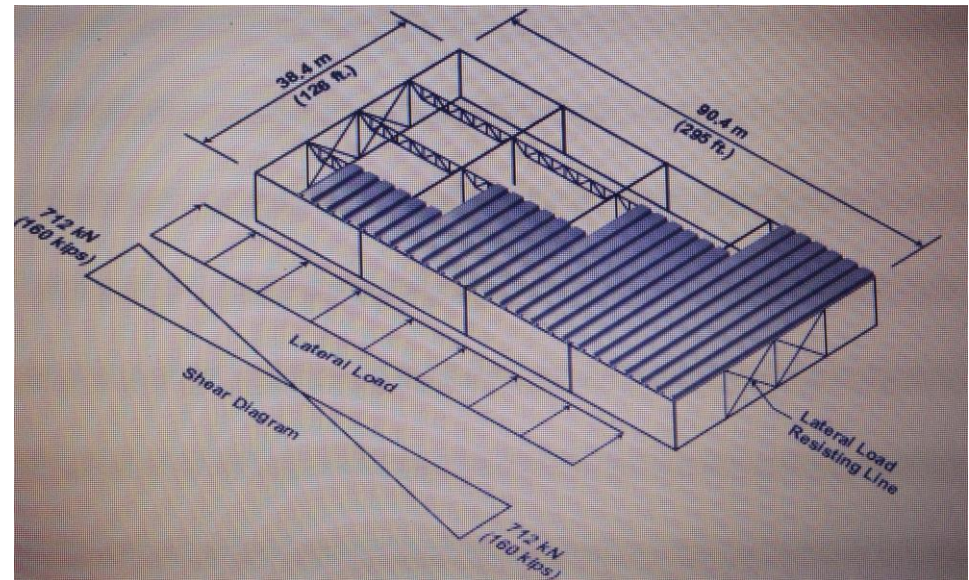 38.4 m
(126 ft.)
90.4 m
(295 ft.)
712 kN
(160 kips)
Lateral Load
Shear Diagram
Lateral Load
Resisting Line
712 kN
(160 kips)